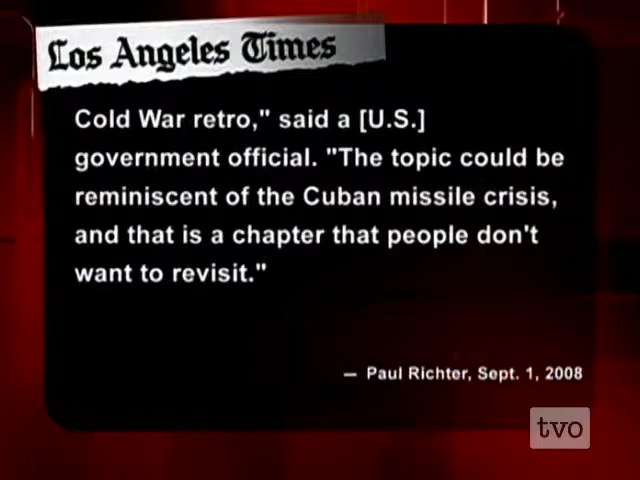 Los Angeles Times
Cold War retro," said a [U.S.]
government official. "The topic could be
reminiscent of the Cuban missile crisis,
and that is a chapter that people don't
want to revisit."
— Paul Richter, Sept. 1, 2008
tvo